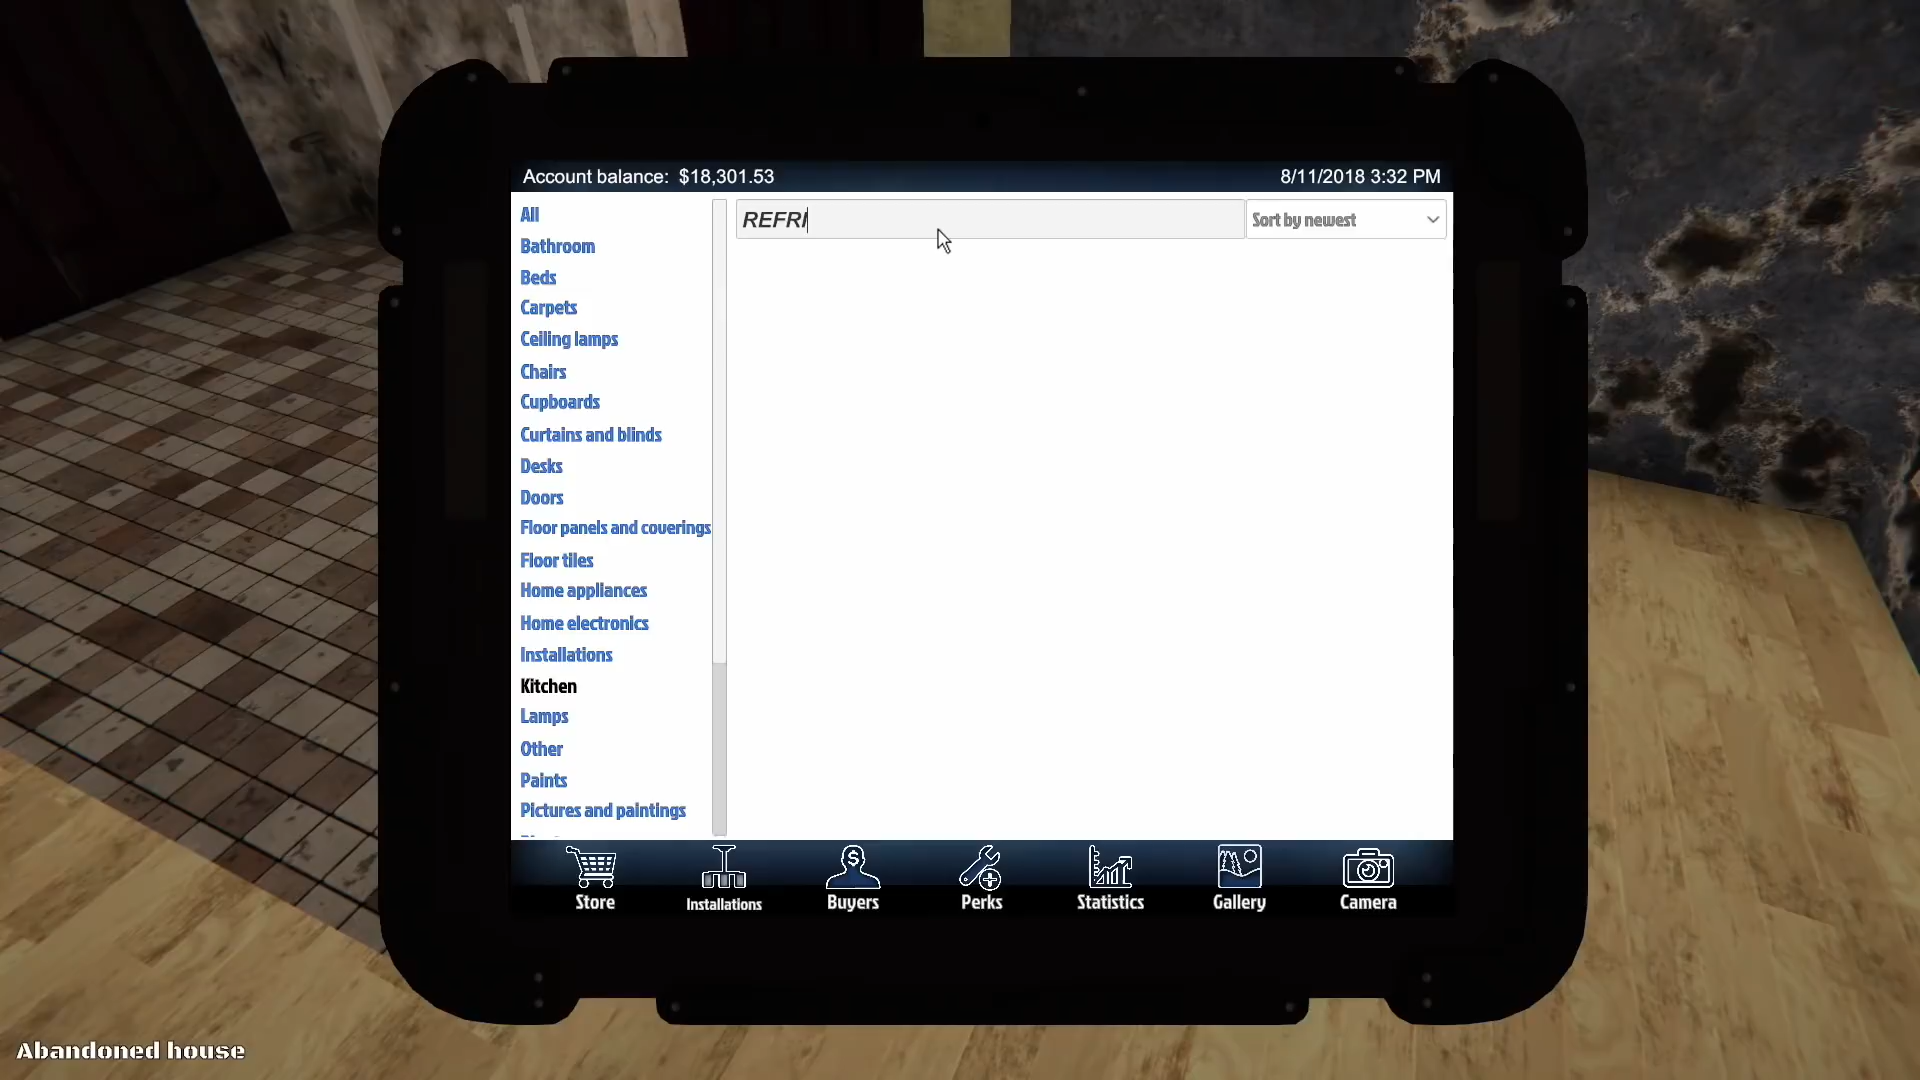 Account balance: $18,301.53
8/11/2018 3:32 PM
All
Bathroom
Beds
Carpets
Ceiling lamps
Chairs
Cupboards
Curtains and blinds
Desks
Doors
Floor panels and coverings
Floor tiles
Home appliances
Home electronics
Installations
Kitchen
Lamps
Other
Paints
Pictures and paintings
REFRI
Sort by newest
Store
Installations
Buyers
Perks
Statistics
Gallery
Camera
Abandoned house